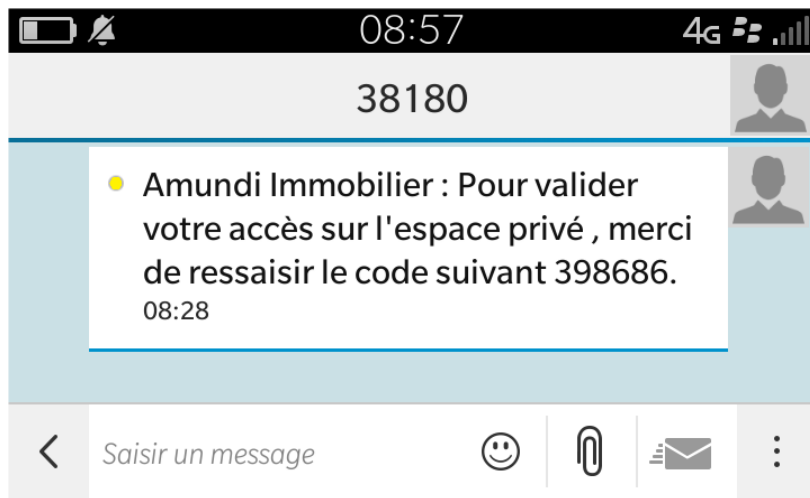 08:57
4G
38180
Amundi Immobilier : Pour valider
votre accès sur l'espace privé , merci
de ressaisir le code suivant 398686.
08:28
Saisir un message